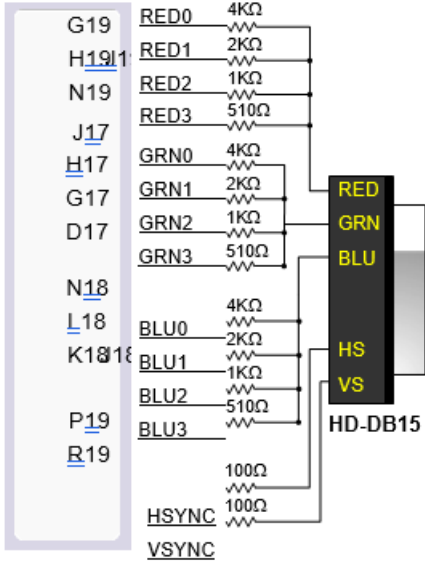 G19 RED0 4KΩ
H19 J19 RED1 2KΩ
N19 RED2 1KΩ
RED3 510Ω
J17
H17 GRN0 4KΩ
G17 GRN1 2KΩ
D17 GRN2 1KΩ
GRN3 510Ω
N18
L18 BLU0 4KΩ
K18 J18 BLU1 2KΩ
BLU2 1KΩ
P19 BLU3 510Ω
R19
HSYNC 100Ω
VSYNC 100Ω
RED
GRN
BLU
HS
VS
HD-DB15